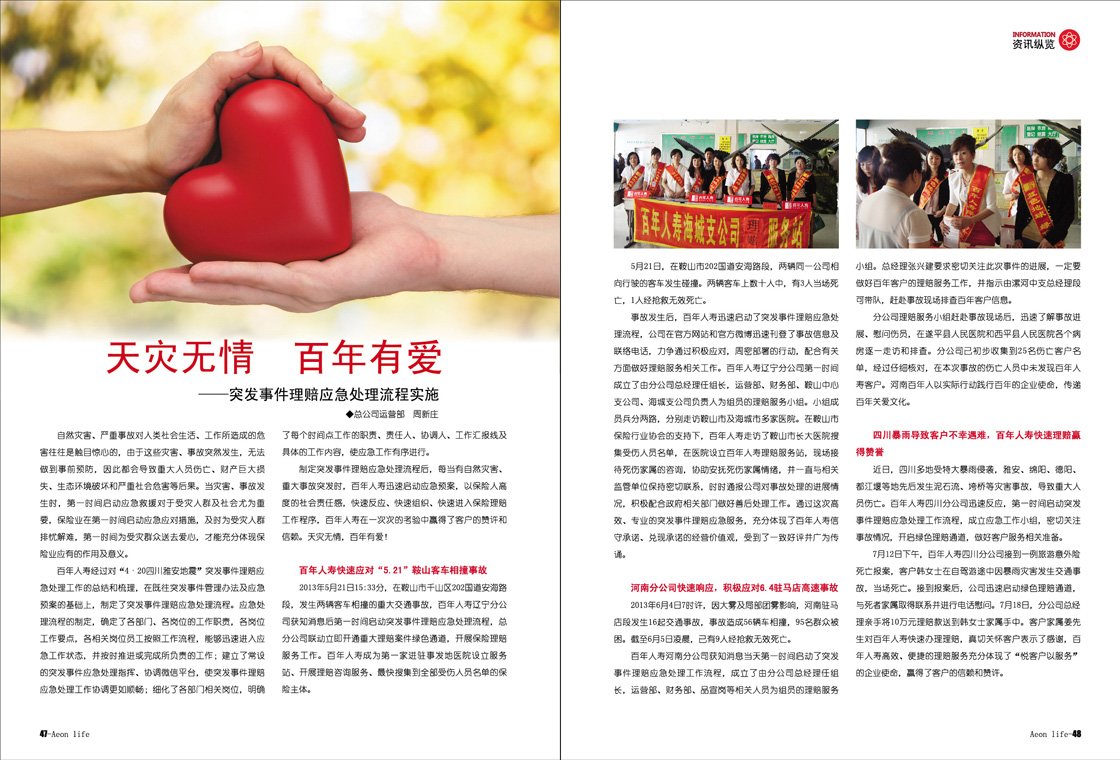 天灾无情　百年有爱
——突发事件理赔应急处理流程实施
◆总公司运营部　周新庄
自然灾害、严重事故对人类社会生活、工作所造成的危
害往往是触目惊心的，由于这些灾害、事故突然发生，无法
做到事前预防，因此都会导致重大人员伤亡、财产巨大损
失、生态环境破坏和严重社会危害等后果。当灾害、事故发
生时，第一时间启动应急救援对于受灾人群及社会尤为重
要，保险业在第一时间启动应急应对措施，及时为受灾人群
排忧解难，第一时间为受灾群众送去爱心，才能充分体现保
险业应有的作用及意义。
百年人寿经过对“4·20四川雅安地震”突发事件理赔应
急处理工作的总结和梳理，在既往突发事件管理办法及应急
预案的基础上，制定了突发事件理赔应急处理流程。应急处
理流程的制定，确定了各部门、各岗位的工作职责，各岗位
工作要点，各相关岗位员工按照工作流程，能够迅速进入应
急工作状态，并按时推进或完成所负责的工作；建立了常设
的突发事件应急处理指挥、协调微信平台，使突发事件理赔
应急处理工作协调更如顺畅；细化了各部门相关岗位，明确
了每个时间点工作的职责、责任人、协调人、工作汇报线及
具体的工作内容，使应急工作有序进行。
制定突发事件理赔应急处理流程后，每当有自然灾害、
重大事故突发时，百年人寿迅速启动应急预案，以保险人高
度的社会责任感，快速反应、快速组织、快速进入保险理赔
工作程序，百年人寿在一次次的考验中赢得了客户的赞许和
信赖。天灾无情，百年有爱！
百年人寿快速应对“5.21”鞍山客车相撞事故
2013年5月21日15:33分，在鞍山市千山区202国道安海路
段，发生两辆客车相撞的重大交通事故，百年人寿辽宁分公
司获知消息后第一时间启动突发事件理赔应急处理流程，总
分公司联动立即开通重大理赔案件绿色通道，开展保险理赔
服务工作。百年人寿成为第一家进驻事发地医院设立服务
站、开展理赔咨询服务、最快搜集到全部受伤人员名单的保
险主体。
47-Aeon life
INFORMATION
资讯纵览
百年人寿海城支公司 理赔 服务站
5月21日，在鞍山市202国道安海路段，两辆同一公司相
向行驶的客车发生碰撞。两辆客车上数十人中，有3人当场死
亡，1人经抢救无效死亡。
事故发生后，百年人寿迅速启动了突发事件理赔应急处
理流程，公司在官方网站和官方微博迅速刊登了事故信息及
联络电话，力争通过积极应对，周密部署的行动，配合有关
方面做好理赔服务相关工作。百年人寿辽宁分公司第一时间
成立了由分公司总经理任组长，运营部、财务部、鞍山中心
支公司、海城支公司负责人为组员的理赔服务小组。小组成
员兵分两路，分别走访鞍山市及海城市多家医院。在鞍山市
保险行业协会的支持下，百年人寿走访了鞍山市长大医院搜
集受伤人员名单，在医院设立百年人寿理赔服务站，现场接
待死伤家属的咨询，协助安抚死伤家属情绪，并一直与相关
监管单位保持密切联系，时时通报公司对事故处理的进展情
况，积极配合政府相关部门做好善后处理工作。通过这次高
效、专业的突发事件理赔应急服务，充分体现了百年人寿信
守承诺、兑现承诺的经营价值观，受到了一致好评并广为传
诵。
河南分公司快速响应，积极应对6.4驻马店高速事故
2013年6月4日7时许，因大雾及局部团雾影响，河南驻马
店段发生16起交通事故，事故造成56辆车相撞，95名群众被
困。截至6月5日凌晨，已有9人经抢救无效死亡。
百年人寿河南分公司获知消息当天第一时间启动了突发
事件理赔应急处理工作流程，成立了由分公司总经理任组
长，运营部、财务部、品宣岗等相关人员为组员的理赔服务
小组。总经理张兴建要求密切关注此次事件的进展，一定要
做好百年客户的理赔服务工作，并指示由漯河中支总经理段
可带队，赶赴事故现场排查百年客户信息。
分公司理赔服务小组赶赴事故现场后，迅速了解事故进
展、慰问伤员，在遂平县人民医院和西平县人民医院各个病
房逐一走访和排查。分公司已初步收集到25名伤亡客户名
单，经过仔细核对，在本次事故的伤亡人员中未发现百年人
寿客户。河南百年人以实际行动践行百年的企业使命，传递
百年关爱文化。
四川暴雨导致客户不幸遇难，百年人寿快速理赔赢
得赞誉
近日，四川多地受特大暴雨侵袭，雅安、绵阳、德阳、
都江堰等地先后发生泥石流、垮桥等灾害事故，导致重大人
员伤亡。百年人寿四川分公司迅速反应，第一时间启动突发
事件理赔应急处理工作流程，成立应急工作小组，密切关注
事故情况，开启绿色理赔通道，做好客户服务相关准备。
7月12日下午，百年人寿四川分公司接到一例旅游意外险
死亡报案，客户韩女士在自驾游途中因暴雨灾害发生交通事
故，当场死亡。接到报案后，公司迅速启动绿色理赔通道，
与死者家属取得联系并进行电话慰问。7月18日，分公司总经
理亲手将10万元理赔款送到韩女士家属手中。客户家属姜先
生对百年人寿快速办理理赔，真切关怀客户表示了感谢，百
年人寿高效、便捷的理赔服务充分体现了“悦客户以服务”
的企业使命，赢得了客户的信赖和赞许。
Aeon life-48